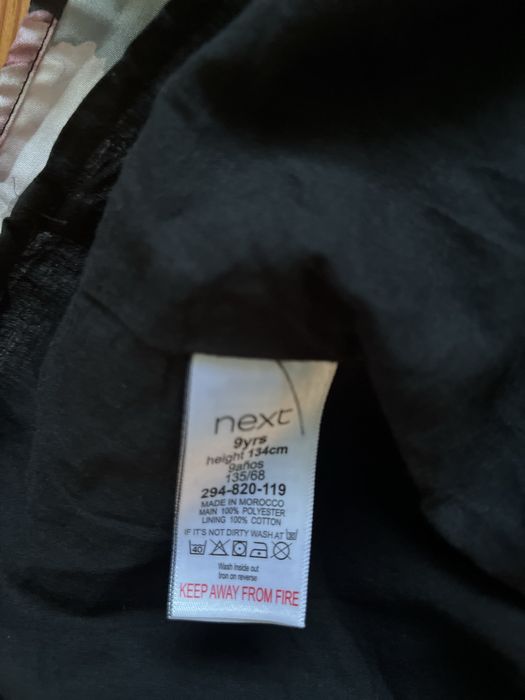 next
9yrs
height 134cm
9años
135/68
294-820-119
MADE IN MOROCCO
MAIN 100% POLYESTER
LINING 100% COTTON
IF IT'S NOT DIRTY WASH AT 30
40
Wash Inside out
Iron on reverse
KEEP AWAY FROM FIRE